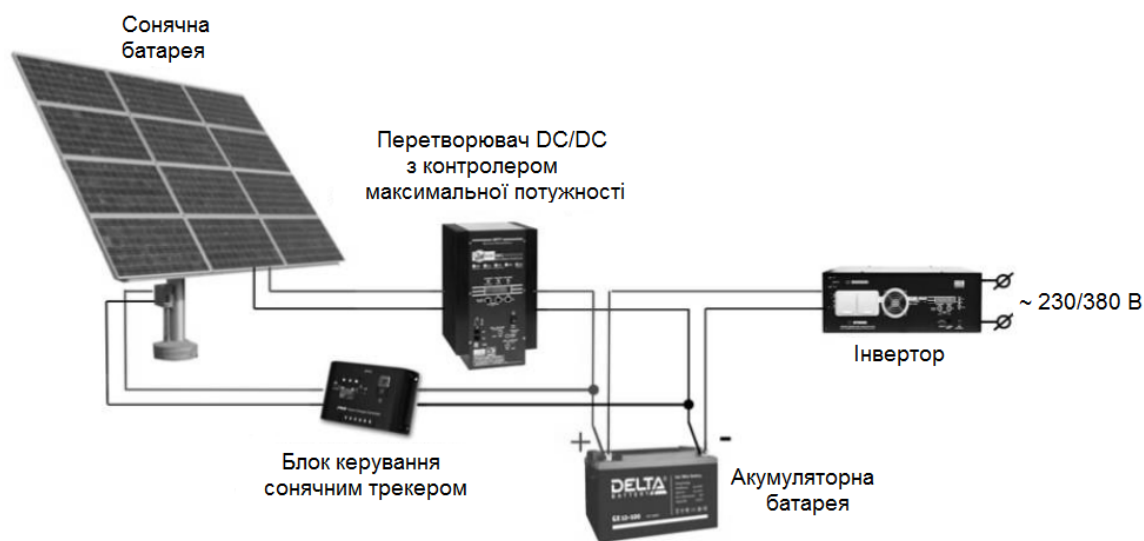 Сонячна
батарея
Перетворювач DC/DC
з контролером
максимальної потужності
~ 230/380 В
Інвертор
Блок керування
сонячним трекером
+
-
DELTA
Акумуляторна
батарея